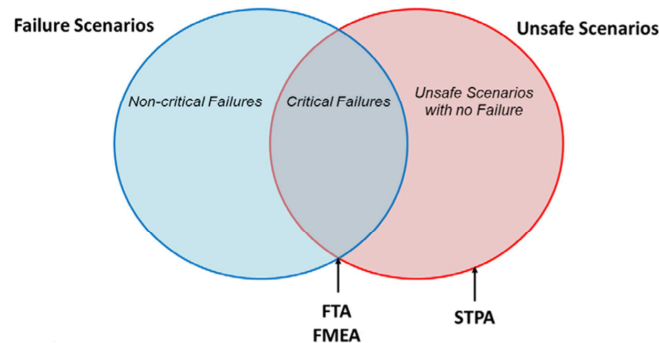 Failure Scenarios
Unsafe Scenarios
Non-critical Failures
Critical Failures
Unsafe Scenarios
with no Failure
FTA
FMEA
STPA